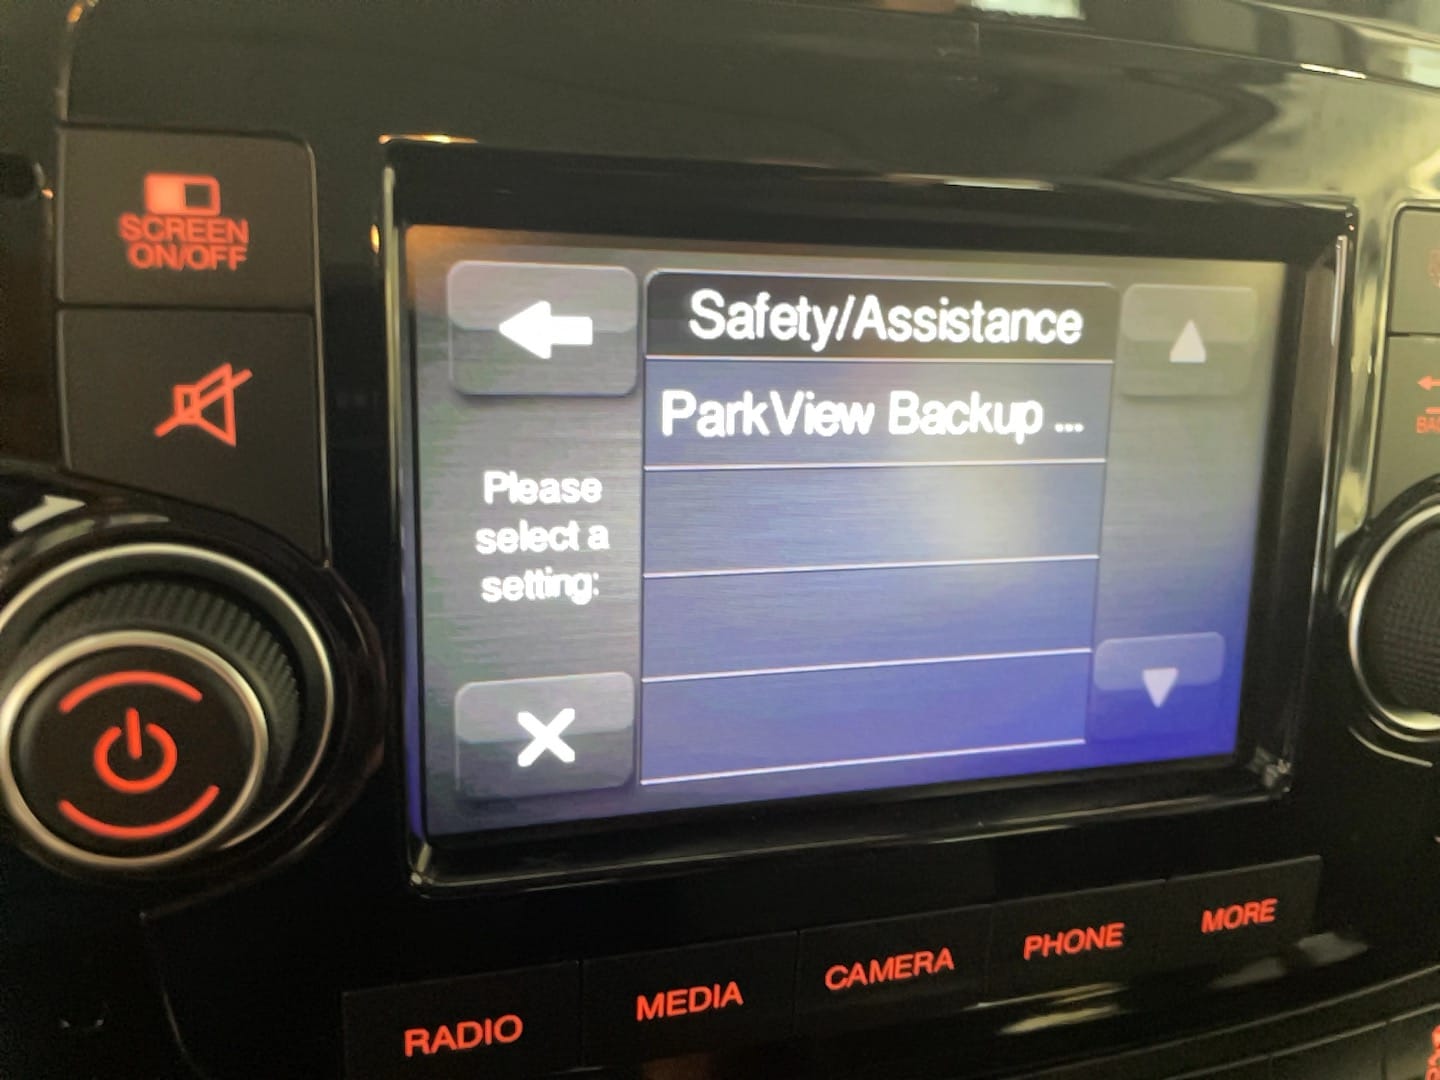 SCREEN
ON/OFF
Safety/Assistance
ParkView Backup ...
Please
select a
setting:
RADIO
MEDIA
CAMERA
PHONE
MORE